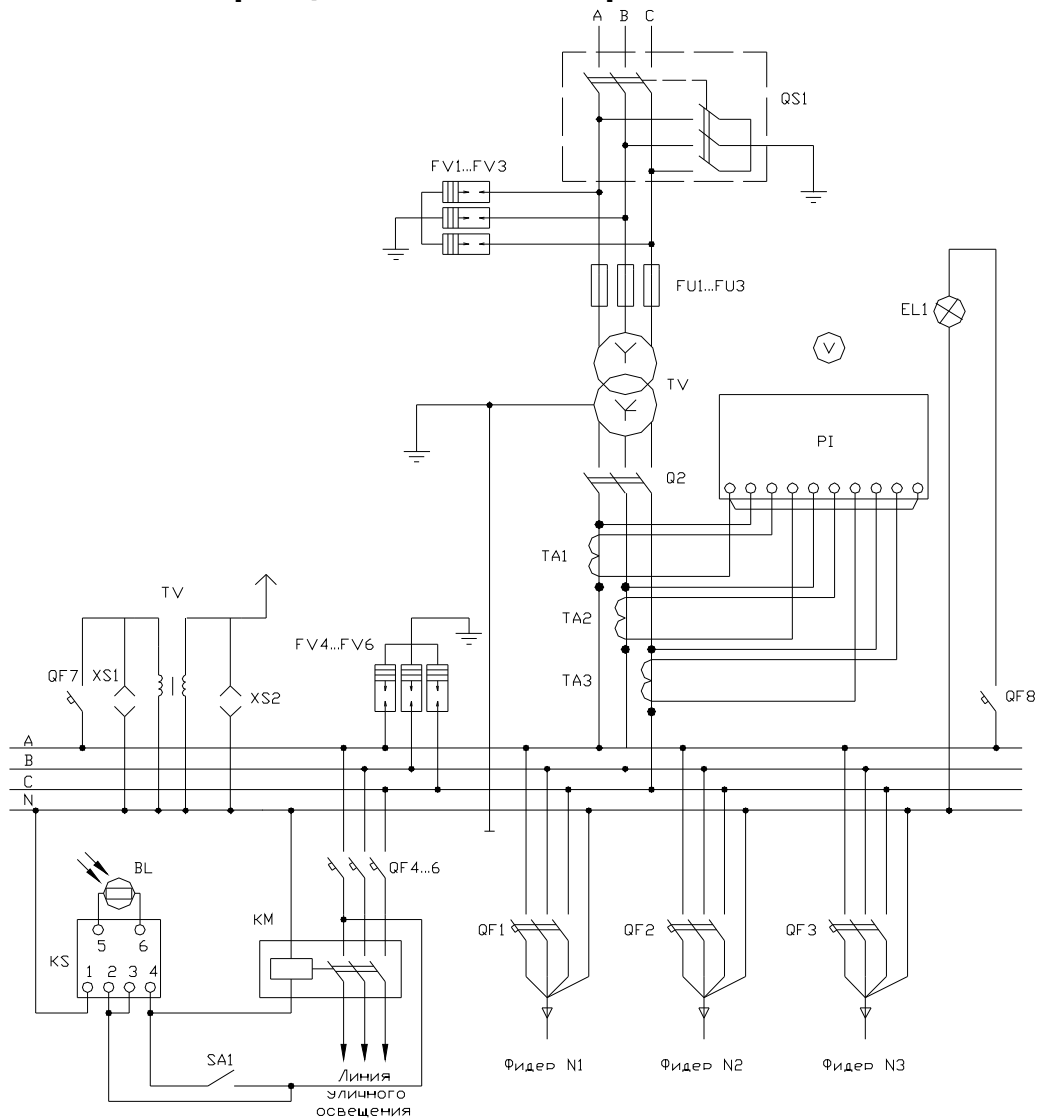 A B C
QS1
FV1...FV3
FU1...FU3
EL1
V
TV
PI
Q2
TA1
TV
TA2
FV4...FV6
QF7 XS1
TA3
XS2
QF8
A
B
C
N
BL
QF4...6
KM
QF1
QF2
QF3
5 6
KS
1 2 3 4
SA1
Фидер N1
Фидер N2
Фидер N3
Линия
уличного
освещения